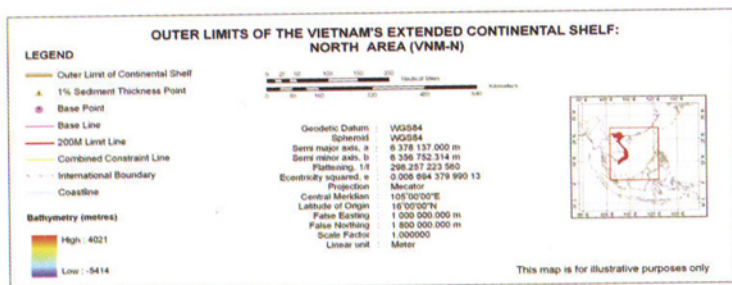 OUTER LIMITS OF THE VIETNAM'S EXTENDED CONTINENTAL SHELF:
NORTH AREA (VNM-N)
LEGEND
Outer Limit of Continental Shelf
1% Sediment Thickness Point
Base Point
Base Line
200M Limit Line
Combined Constraint Line
International Boundary
Coastline
Bathymetry (metres)
High : 4021
Low : -5414
Nautical Miles
Kilometers
Geodetic Datum : WGS84
Spheroid : WGS84
Semi major axis, a : 6 378 137.000 m
Semi minor axis, b : 6 356 752.314 m
Flattening, 1/f : 298.257 223 560
Eccentricity squared, e : 0.006 694 379 990 13
Projection : Mecator
Central Meridian : 105°00'00"E
Latitude of Origin : 16°00'00"N
False Easting : 1 000 000.000 m
False Northing : 1 800 000.000 m
Scale Factor : 1.000000
Linear unit : Meter
This map is for illustrative purposes only